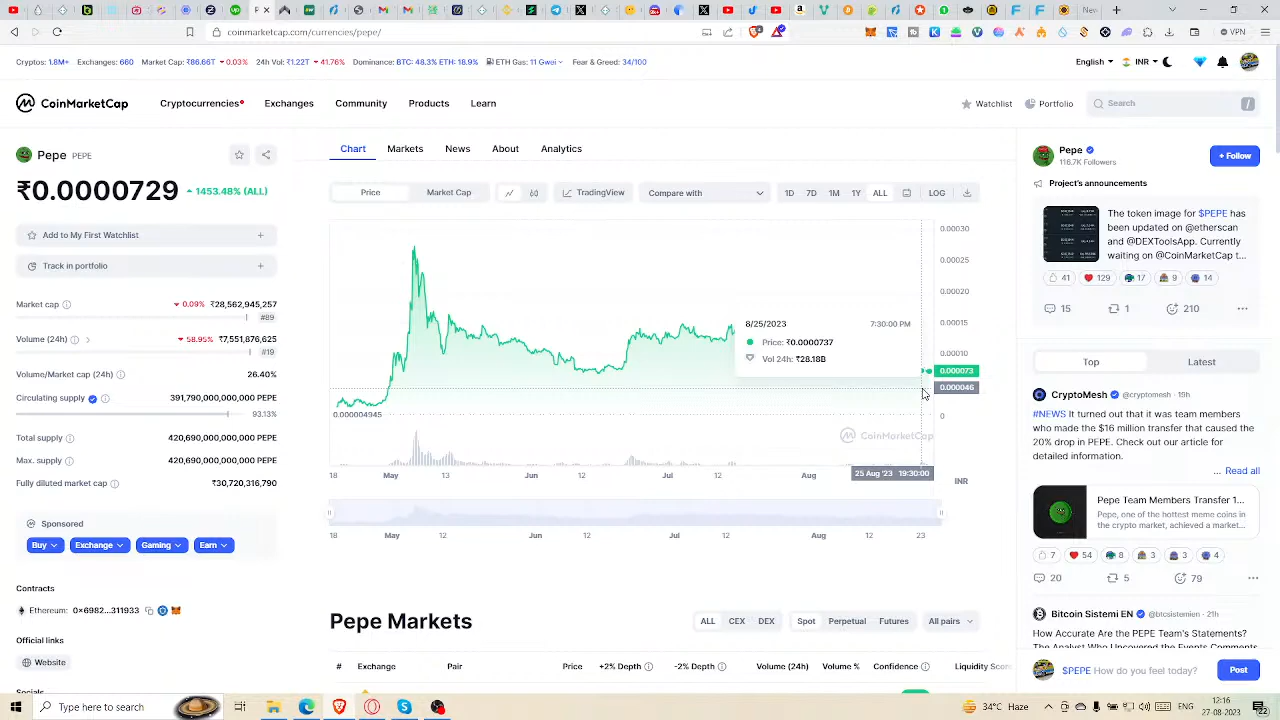 coinmarketcap.com/currencies/pepe/
VPN
Cryptos: 1.8M+ Exchanges: 660 Market Cap: ₹86.66T 0.03% 24h Vol: ₹1.22T 41.76% Dominance: BTC: 48.3% ETH: 18.9% ETH Gas: 11 Gwei Fear & Greed: 34/100
English INR
CoinMarketCap Cryptocurrencies Exchanges Community Products Learn
Watchlist Portfolio Search /
Pepe PEPE
₹0.0000729 1453.48% (ALL)
Add to My First Watchlist +
Track in portfolio +
Market cap 0.09% ₹28,562,945,257
#89
Volume (24h) 58.95% ₹7,551,876,625
#19
Volume/Market cap (24h) 26.40%
Circulating supply 391,790,000,000,000 PEPE
93.13%
Total supply 420,690,000,000,000 PEPE
Max. supply 420,690,000,000,000 PEPE
Fully diluted market cap ₹30,720,316,790
Sponsored
Buy Exchange Gaming Earn
Contracts
Ethereum: 0x6982...311933
Official links
Website
Socials
Chart Markets News About Analytics
Price Market Cap TradingView Compare with 1D 7D 1M 1Y ALL LOG
0.00030
0.00025
0.00020
0.00015
0.00010
0.000073
0.000046
0
8/25/2023 7:30:00 PM
Price: ₹0.0000737
Vol 24h: ₹28.18B
0.000004945
CoinMarketCap
18 May 13 Jun 12 Jul 12 Aug 25 Aug '23 19:30:00
INR
18 May 12 Jun 12 Jul 12 Aug 12 23
Pepe Markets
ALL CEX DEX Spot Perpetual Futures All pairs
# Exchange Pair Price +2% Depth -2% Depth Volume (24h) Volume % Confidence Liquidity Score
Pepe
116.7K Followers
+ Follow
Project's announcements
The token image for $PEPE has
been updated on @etherscan
and @DEXToolsApp. Currently
waiting on @coinMarketCap l...
41 129 17 16 14
15 1 210
Top Latest
CryptoMesh @cryptomesh · 19h
#NEWS It turned out that it was team members
who made the $16 million transfer that caused the
20% drop in PEPE. Check out our article for
detailed information.
... Read all
Pepe Team Members Transfer 1...
Pepe, one of the hottest meme coins in
the crypto market, achieved a market...
7 54 8 3 3 4
20 5 79
Bitcoin Sistemi EN @btcsistemien · 21h
How Accurate Are the PEPE Team's Statements?
$PEPE How do you feel today? Post
Type here to search
34°C Haze
ENG
12:16
27-08-2023